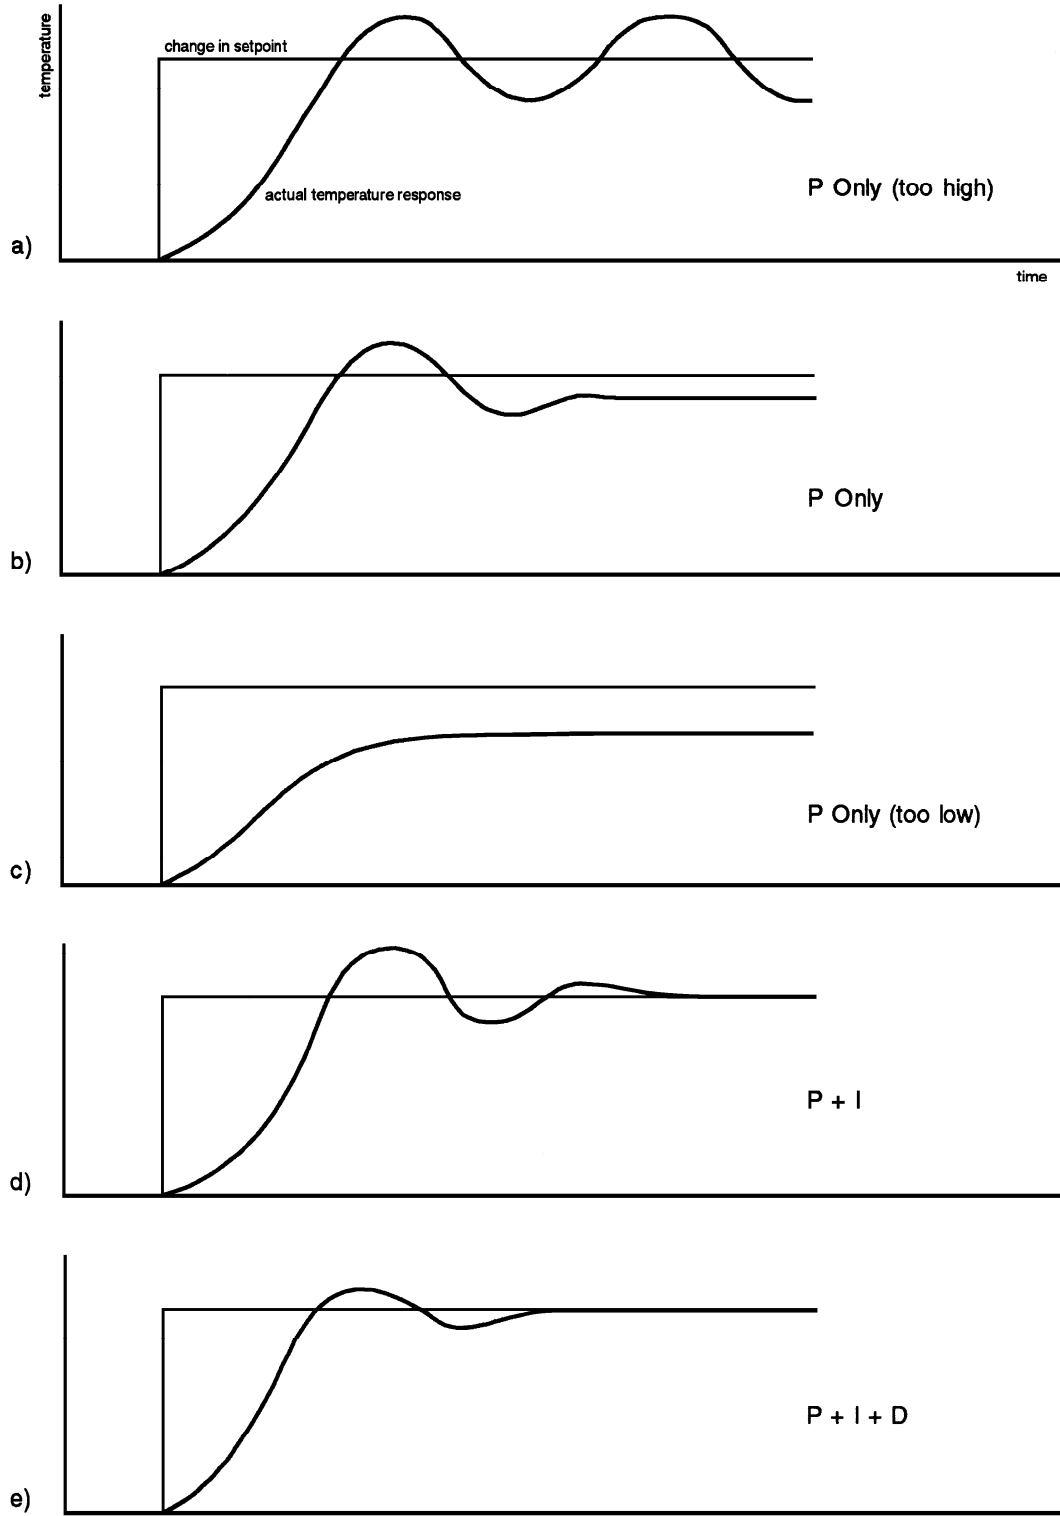 temperature
change in setpoint
actual temperature response
P Only (too high)
a)
time
P Only
b)
P Only (too low)
c)
P + I
d)
P + I + D
e)